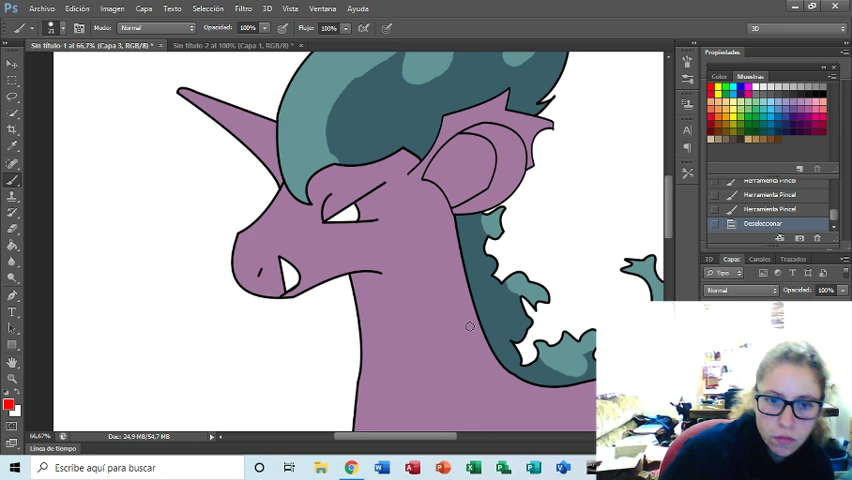 Ps Archivo Edición Imagen Capa Texto Selección Filtro 3D Vista Ventana Ayuda
21 Modo: Normal Opacidad: 100% Flujo: 100% 3D
Sin título-1 al 66,7% (Capa 3, RGB/8) * × Sin título-2 al 100% (Capa 1, RGB/8) * ×
Propiedades
Color Muestras
Herramienta Pincel
Herramienta Pincel
Herramienta Pincel
Deseleccionar
3D Capas Canales Trazados
Tipo
Normal Opacidad: 100%
66,67% Doc: 24,9 MB/54,7 MB
Línea de tiempo
Escribe aquí para buscar